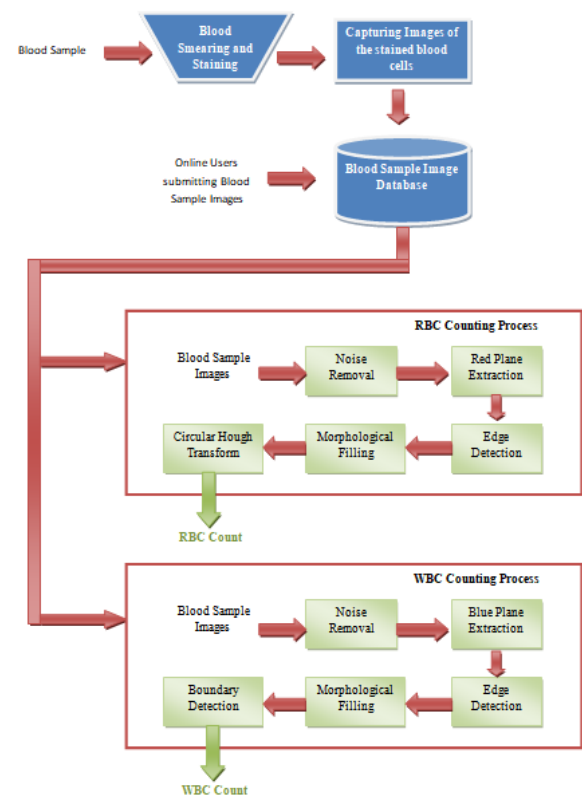 Blood Sample
Blood
Smearing and
Staining
Capturing Images of
the stained blood
cells
Online Users
submitting Blood
Sample Images
Blood Sample Image
Database
RBC Counting Process
Blood Sample
Images
Noise
Removal
Red Plane
Extraction
Circular Hough
Transform
Morphological
Filling
Edge
Detection
RBC Count
WBC Counting Process
Blood Sample
Images
Noise
Removal
Blue Plane
Extraction
Boundary
Detection
Morphological
Filling
Edge
Detection
WBC Count